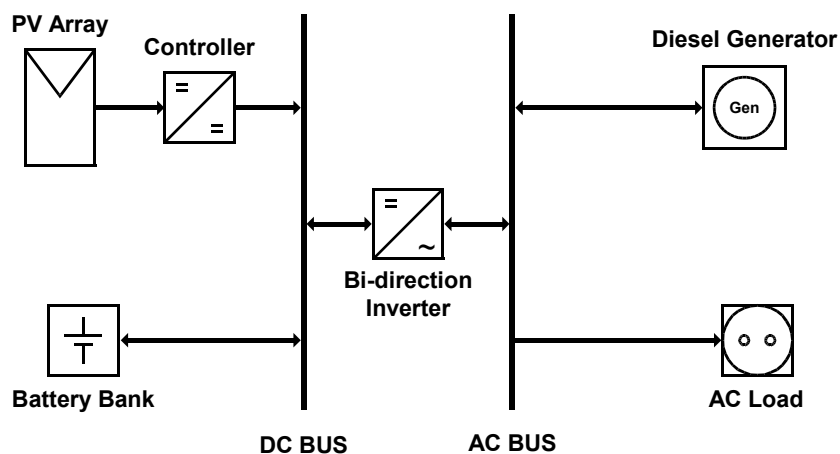 PV Array
Controller
Diesel Generator
=
=
Gen
=
~
Bi-direction
Inverter
Battery Bank
AC Load
DC BUS
AC BUS